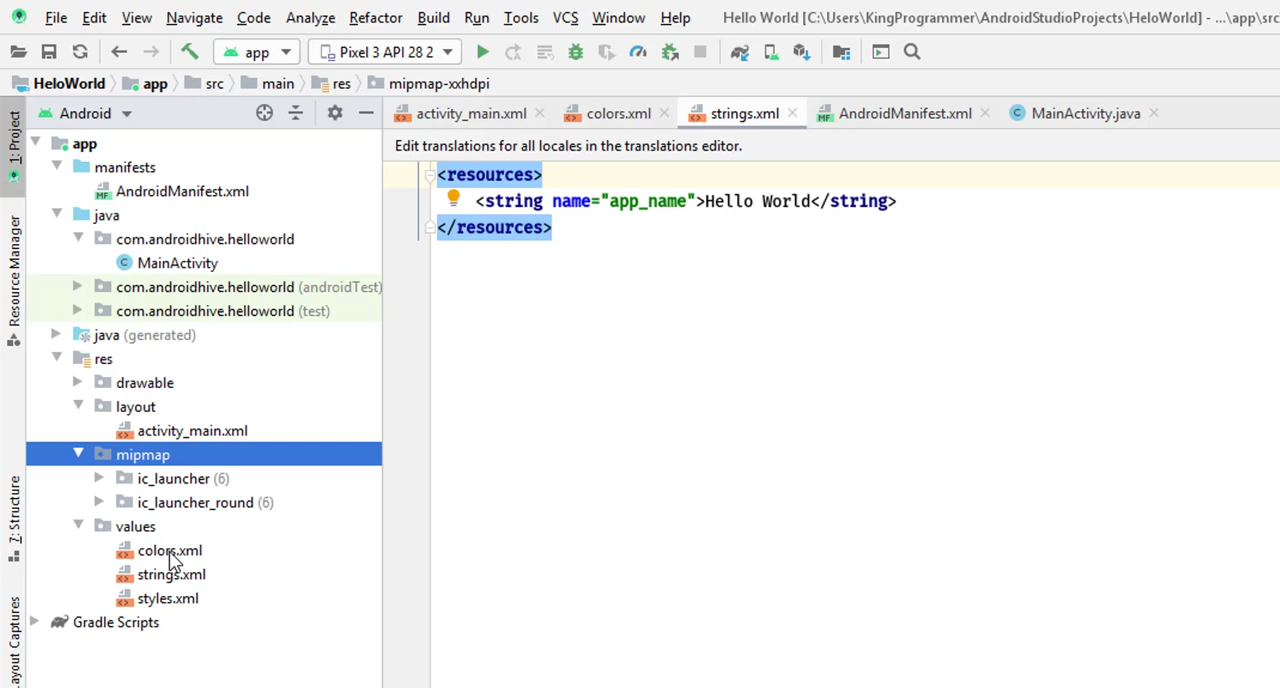 File Edit View Navigate Code Analyze Refactor Build Run Tools VCS Window Help Hello World [C:\Users\KingProgrammer\AndroidStudioProjects\HeloWorld] - ...\app\src
app Pixel 3 API 28 2
HeloWorld app src main res mipmap-xxhdpi
1: Project
Resource Manager
7: Structure
Layout Captures
Android
app
manifests
AndroidManifest.xml
java
com.androidhive.helloworld
MainActivity
com.androidhive.helloworld (androidTest)
com.androidhive.helloworld (test)
java (generated)
res
drawable
layout
activity_main.xml
mipmap
ic_launcher (6)
ic_launcher_round (6)
values
colors.xml
strings.xml
styles.xml
Gradle Scripts
activity_main.xml colors.xml strings.xml AndroidManifest.xml MainActivity.java
Edit translations for all locales in the translations editor.
<resources>
<string name="app_name">Hello World</string>
</resources>